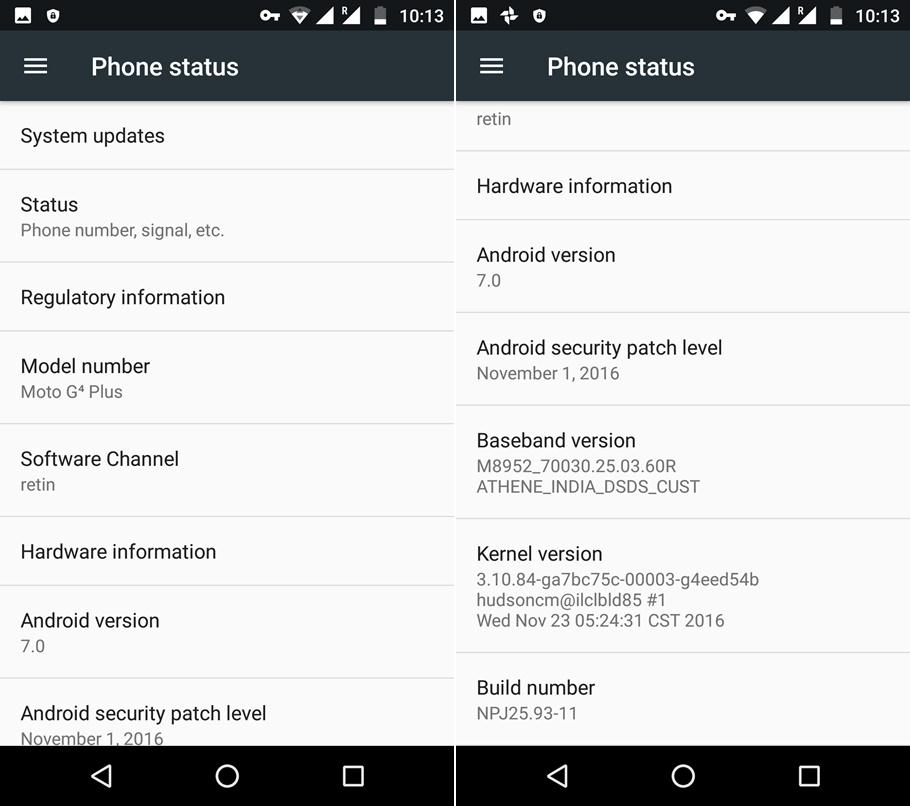 R 10:13
Phone status
System updates
Status
Phone number, signal, etc.
Regulatory information
Model number
Moto G⁴ Plus
Software Channel
retin
Hardware information
Android version
7.0
Android security patch level
November 1, 2016
R 10:13
Phone status
retin
Hardware information
Android version
7.0
Android security patch level
November 1, 2016
Baseband version
M8952_70030.25.03.60R
ATHENE_INDIA_DSDS_CUST
Kernel version
3.10.84-ga7bc75c-00003-g4eed54b
hudsoncm@ilclbld85 #1
Wed Nov 23 05:24:31 CST 2016
Build number
NPJ25.93-11